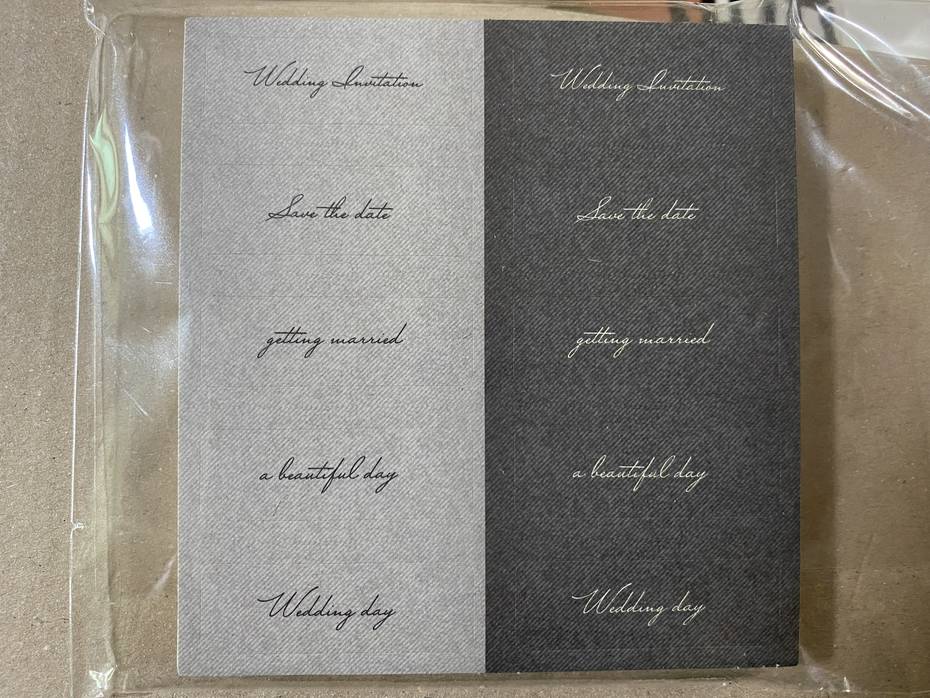 Wedding Invitation
Save the date
getting married
a beautiful day
Wedding day
Wedding Invitation
Save the date
getting married
a beautiful day
Wedding day